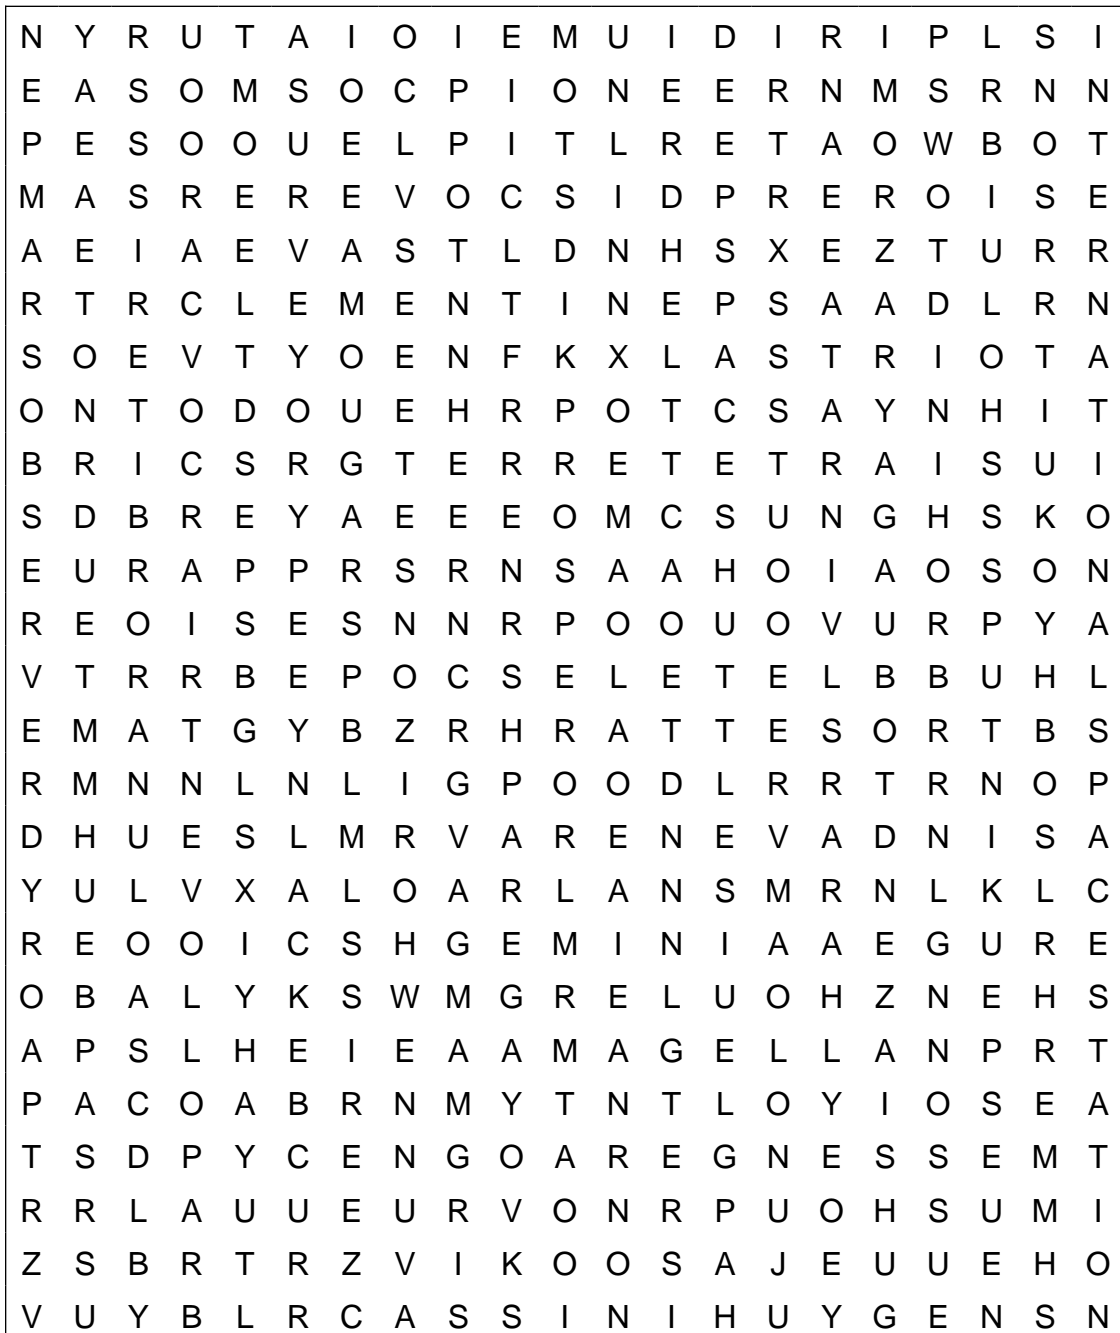 N Y R U T A I O I E M U I D I R I P L S I
E A S O M S O C P I O N E E R N M S R N N
P E S O O U E L P I T L R E T A O W B O T
M A S R E R E V O C S I D P R E R O I S E
A E I A E V A S T L D N H S X E Z T U R R
R T R C L E M E N T I N E P S A A D L R N
S O E V T Y O E N F K X L A S T R I O T A
O N T O D O U E H R P O T C S A Y N H I T
B R I C S R G T E R R E T E T R A I S U I
S D B R E Y A E E E O M C S U N G H S K O
E U R A P P R S R N S A A H O I A O S O N
R E O I S E S N N R P O O U O V U R P Y A
V T R R B E P O C S E L E T E L B B U H L
E M A T G Y B Z R H R A T T E S O R T B S
R M N N L N L I G P O O D L R R T R N O P
D H U E S L M R V A R E N E V A D N I S A
Y U L V X A L O A R L A N S M R N L K L C
R E O O I C S H G E M I N I A A E G U R E
O B A L Y K S W M G R E L U O H Z N E H S
A P S L H E I E A A M A G E L L A N P R T
P A C O A B R N M Y T N T L O Y I O S E A
T S D P Y C E N G O A R E G N E S S E M T
R R L A U U E U R V O N R P U O H S U M I
Z S B R T R Z V I K O O S A J E U U E H O
V U Y B L R C A S S I N I H U Y G E N S N